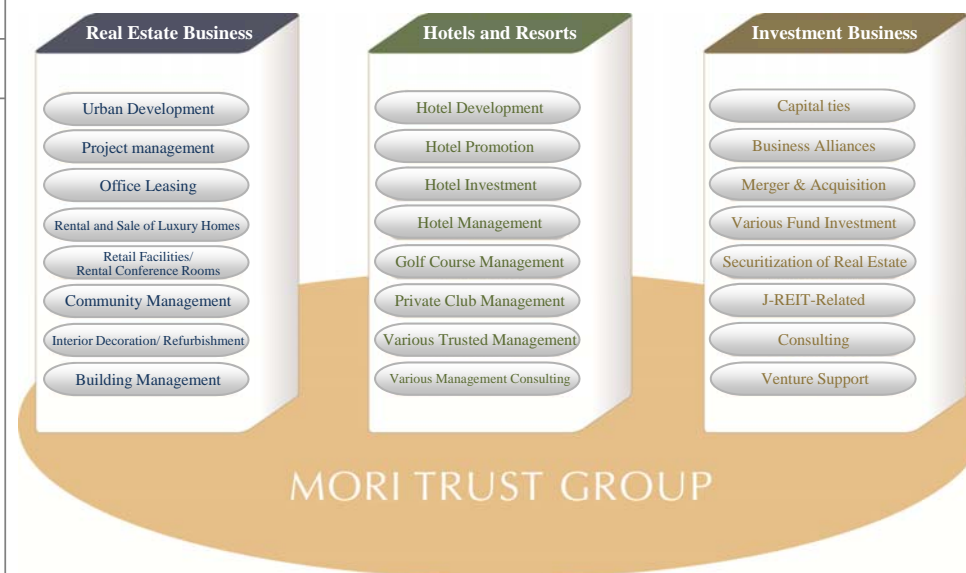 Real Estate Business
Urban Development
Project management
Office Leasing
Rental and Sale of Luxury Homes
Retail Facilities/
Rental Conference Rooms
Community Management
Interior Decoration/ Refurbishment
Building Management
Hotels and Resorts
Hotel Development
Hotel Promotion
Hotel Investment
Hotel Management
Golf Course Management
Private Club Management
Various Trusted Management
Various Management Consulting
Investment Business
Capital ties
Business Alliances
Merger & Acquisition
Various Fund Investment
Securitization of Real Estate
J-REIT-Related
Consulting
Venture Support
MORI TRUST GROUP